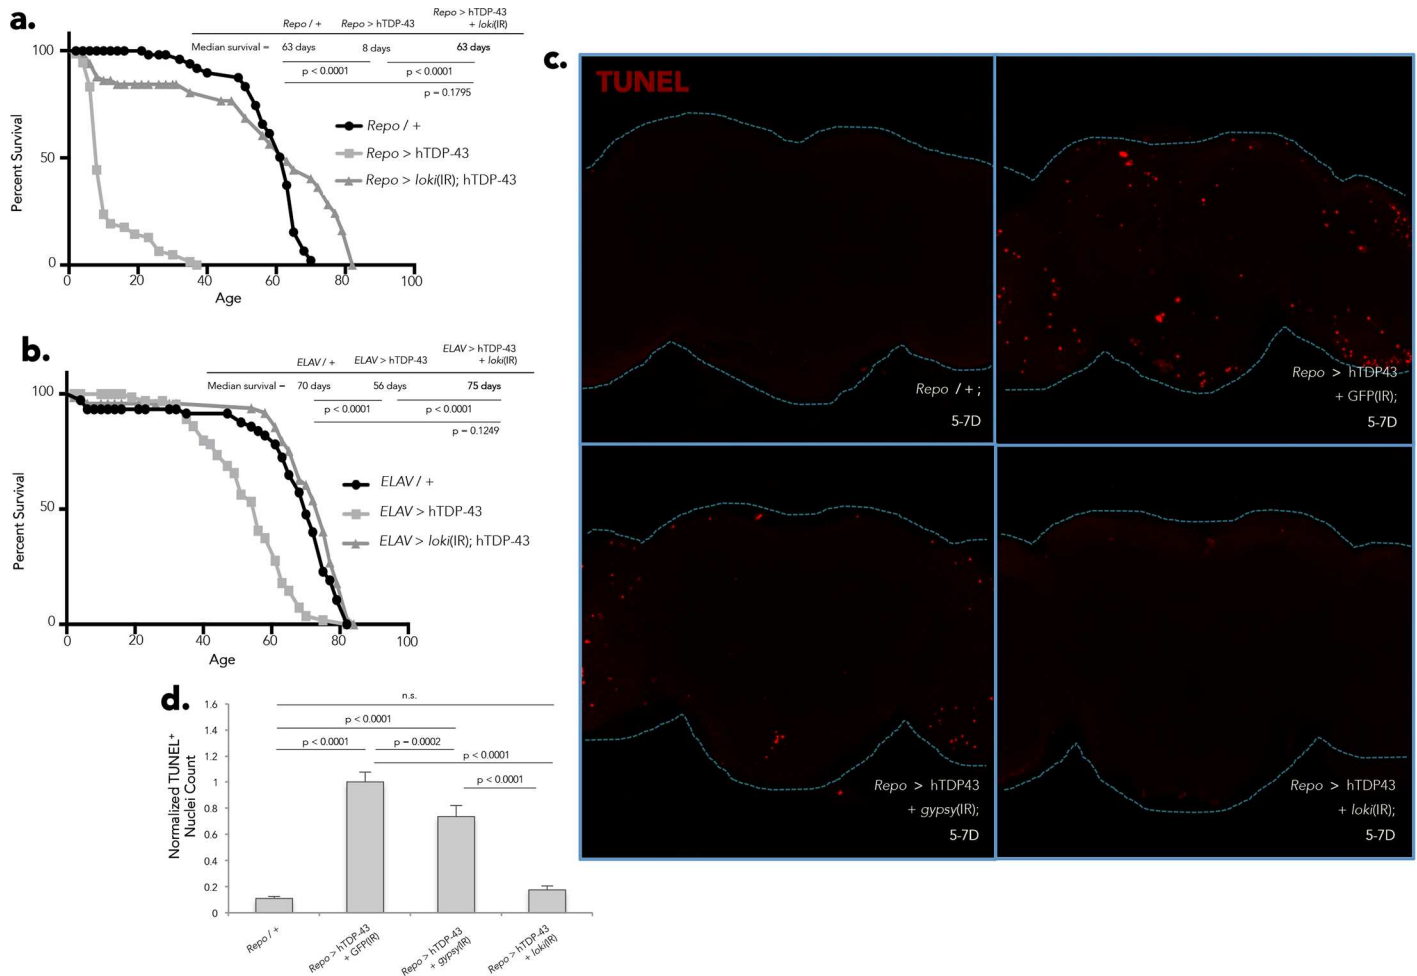 a.
Repo / + Repo > hTDP-43 Repo > hTDP-43
+ loki(IR)
Median survival = 63 days 8 days 63 days
p < 0.0001 p < 0.0001
p = 0.1795
Repo / +
Repo > hTDP-43
Repo > loki(IR); hTDP-43
Percent Survival
100
50
0
0 20 40 60 80 100
Age
b.
ELAV / + ELAV > hTDP-43 ELAV > hTDP-43
+ loki(IR)
Median survival = 70 days 56 days 75 days
p < 0.0001 p < 0.0001
p = 0.1249
ELAV / +
ELAV > hTDP-43
ELAV > loki(IR); hTDP-43
Percent Survival
100
50
0
0 20 40 60 80 100
Age
c.
TUNEL
Repo / + ;
5-7D
Repo > hTDP43
+ GFP(IR);
5-7D
Repo > hTDP43
+ gypsy(IR);
5-7D
Repo > hTDP43
+ loki(IR);
5-7D
d.
Normalized TUNEL+
Nuclei Count
1.6
1.4
1.2
1
0.8
0.6
0.4
0.2
0
n.s.
p < 0.0001
p < 0.0001 p = 0.0002
p < 0.0001
p < 0.0001
Repo / +
Repo > hTDP-43
+ GFP(IR)
Repo > hTDP-43
+ gypsy(IR)
Repo > hTDP-43
+ loki(IR)